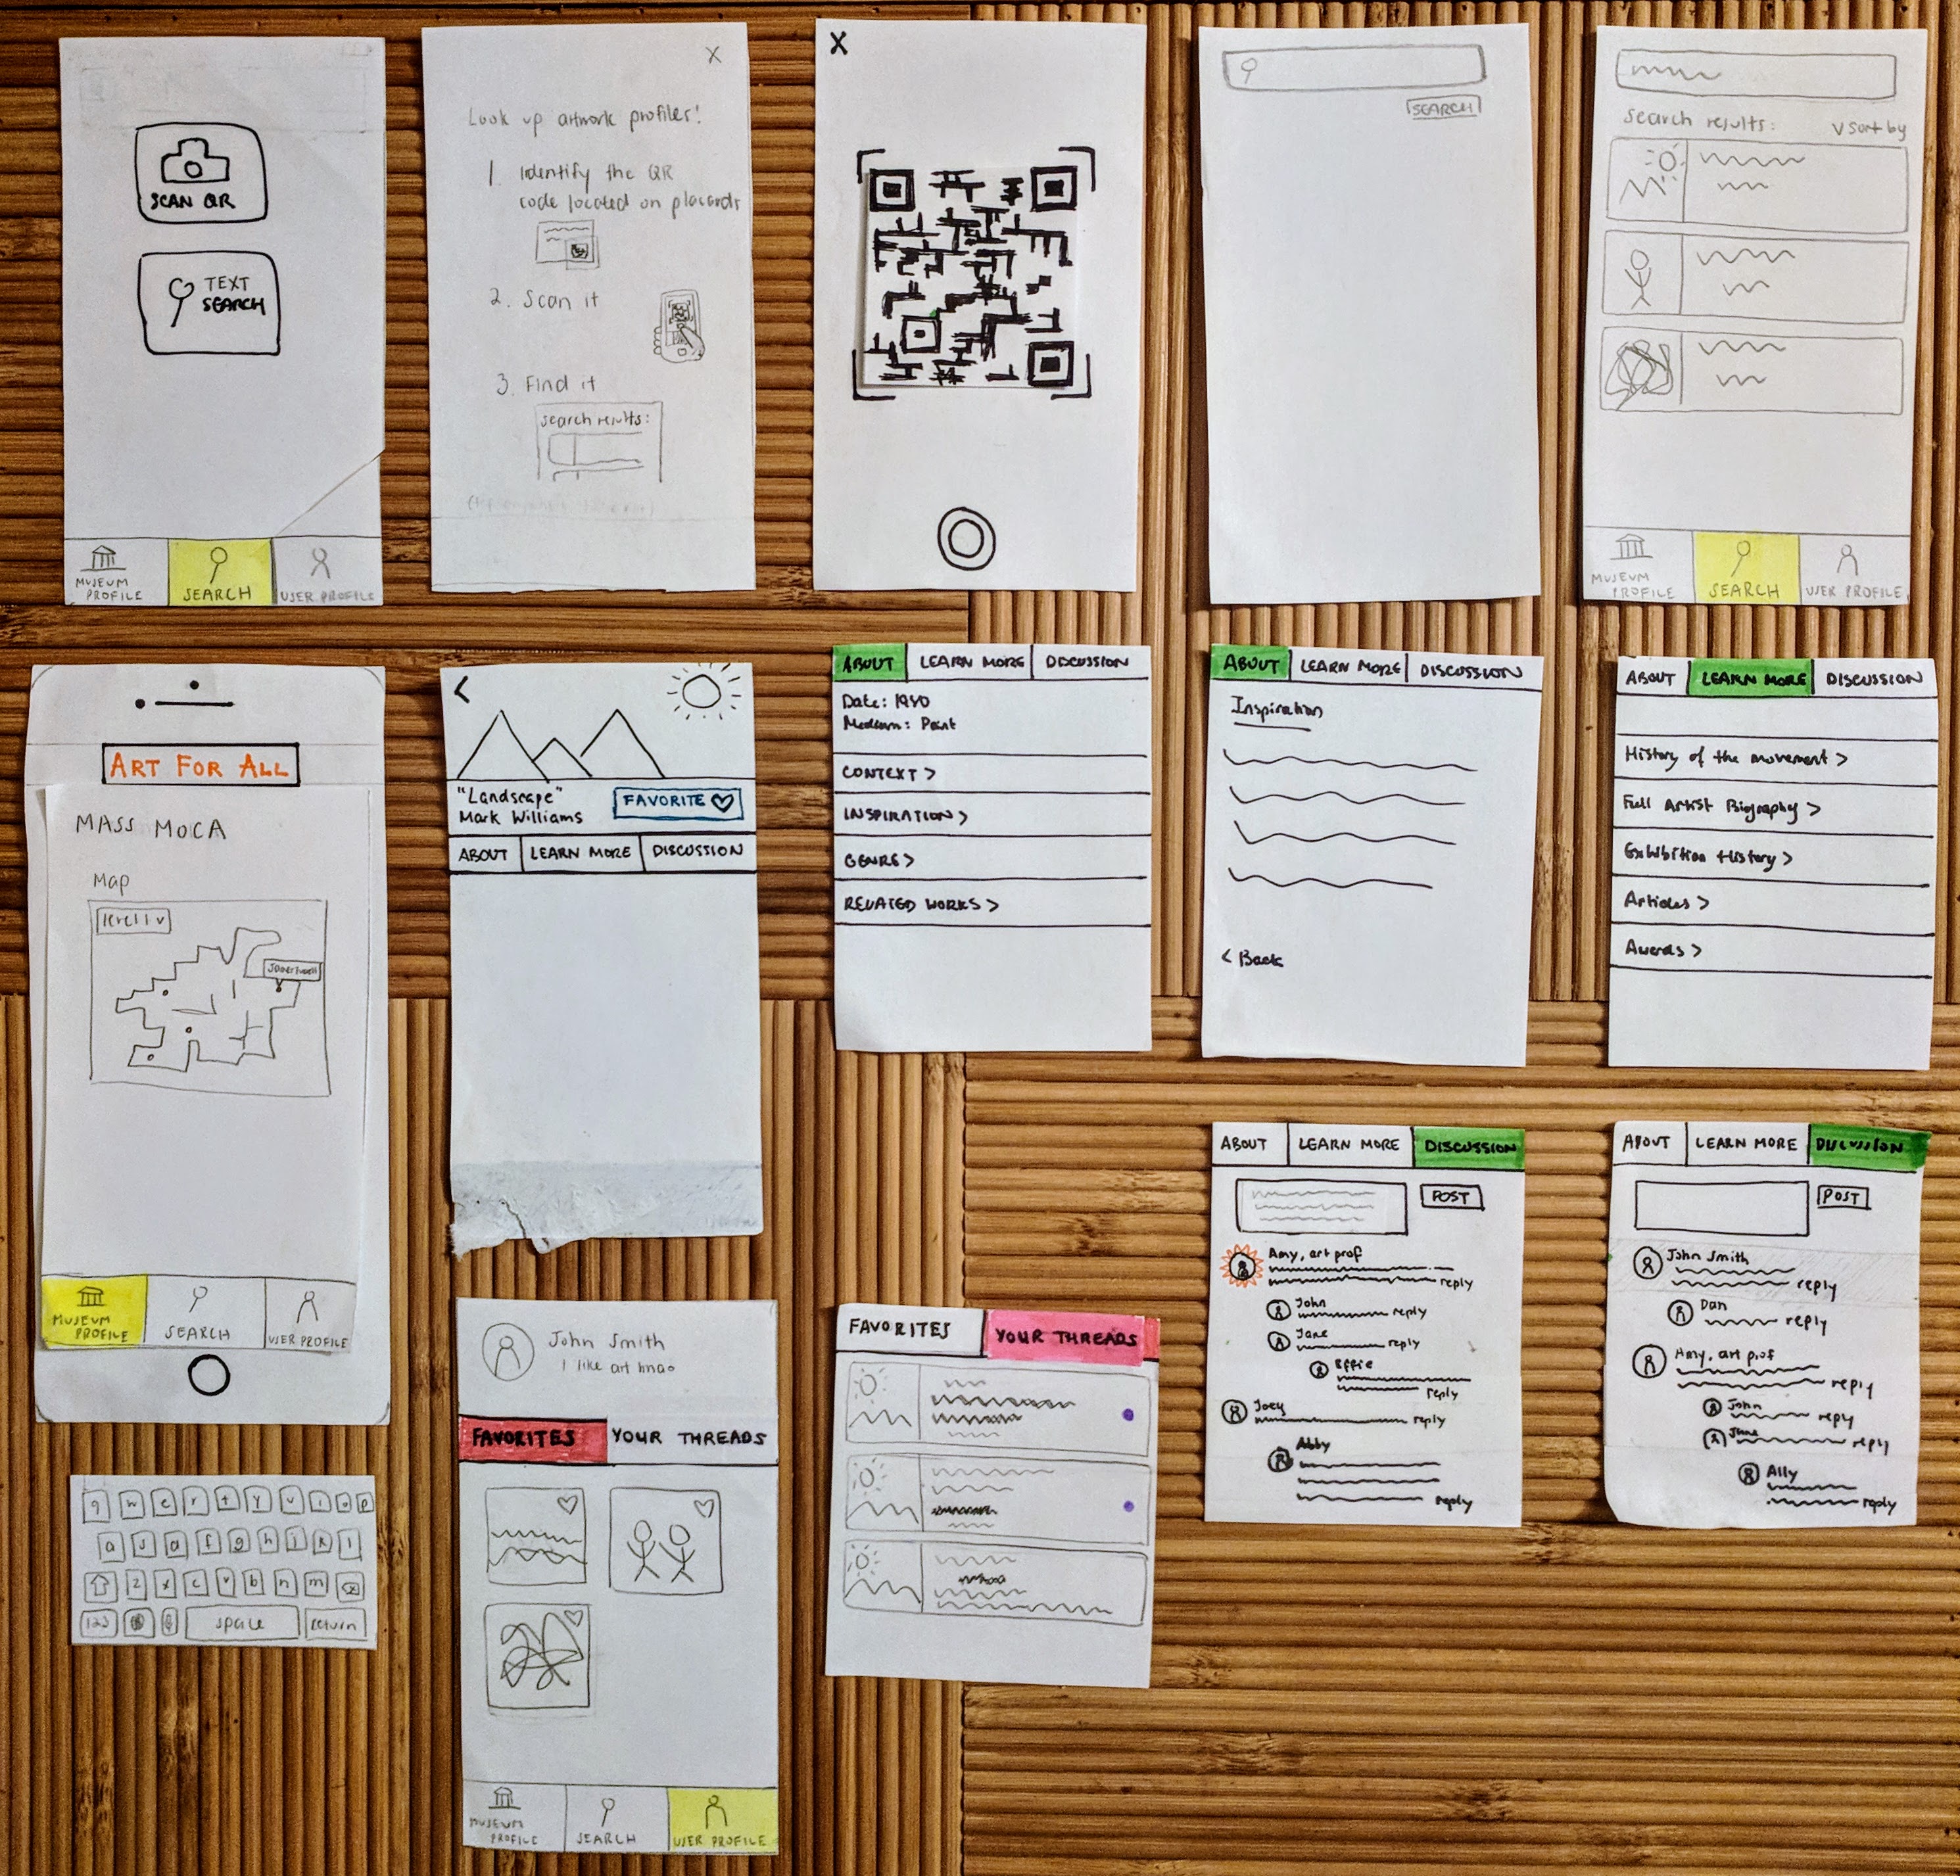 SCAN QR
TEXT
SEARCH
MUSEUM
PROFILE
SEARCH
USER PROFILE
X
Look up artwork profiles!
1. Identify the QR
code located on placards
2. Scan it
3. Find it
search results:
X
SEARCH
search results:
v sort by
MUSEUM
PROFILE
SEARCH
USER PROFILE
ART FOR ALL
MASS MOCA
Map
level 1 v
MUSEUM
PROFILE
SEARCH
USER PROFILE
<
"Landscape"
Mark Williams
FAVORITE
ABOUT
LEARN MORE
DISCUSSION
ABOUT
LEARN MORE
DISCUSSION
Date: 1980
Medium: Paint
CONTEXT >
INSPIRATION >
GENRE >
RELATED WORKS >
ABOUT
LEARN MORE
DISCUSSION
Inspiration
< Back
ABOUT
LEARN MORE
DISCUSSION
History of the movement >
Full Artist Biography >
Exhibition History >
Articles >
Awards >
q w e r t y u i o p
a s d f g h j k l
z x c v b n m
123
space
return
John Smith
I like art lmao
FAVORITES
YOUR THREADS
MUSEUM
PROFILE
SEARCH
USER PROFILE
FAVORITES
YOUR THREADS
ABOUT
LEARN MORE
DISCUSSION
POST
Amy, art prof
reply
John
reply
Jane
reply
Effie
reply
Joey
reply
Abby
reply
ABOUT
LEARN MORE
DISCUSSION
POST
John Smith
reply
Dan
reply
Amy, art prof
reply
John
reply
Jane
reply
Ally
reply